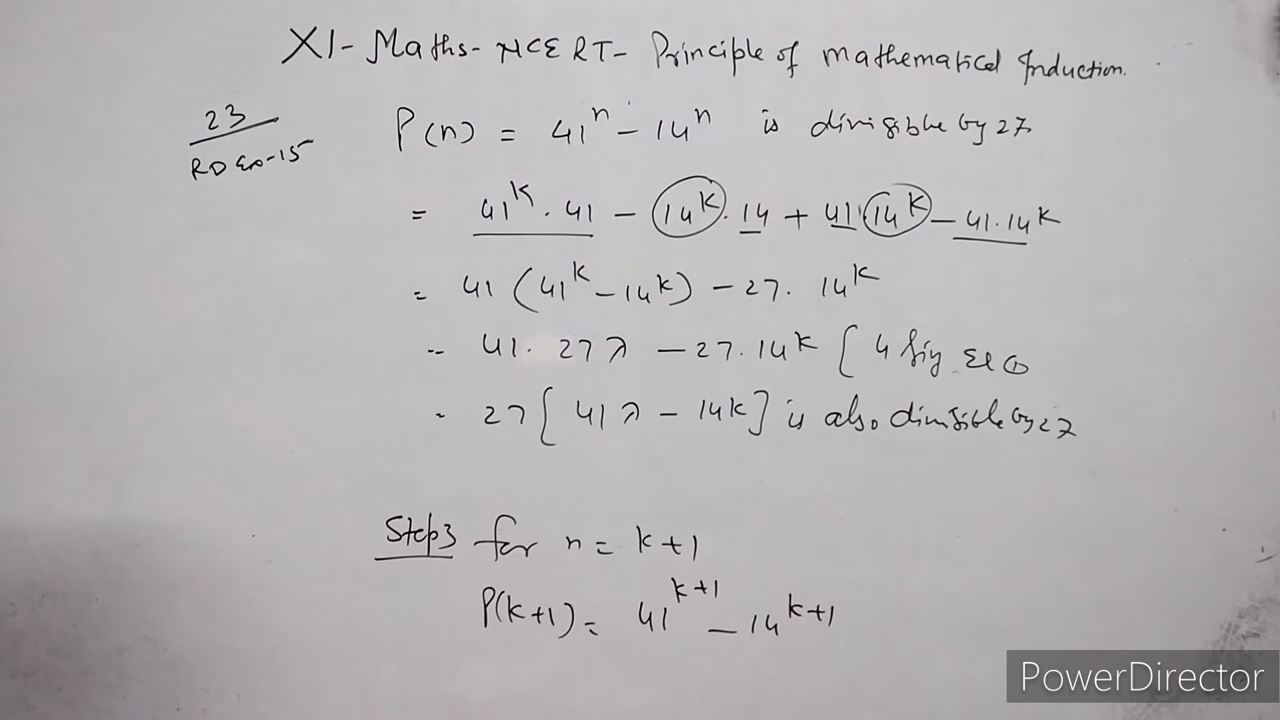 XI- Maths- NCERT- Principle of mathematical Induction.
23
RD Ex-15
P(n) = 41ⁿ - 14ⁿ is divisible by 27
= 41ᵏ . 41 - 14ᵏ . 14 + 41 . 14ᵏ - 41.14ᵏ
= 41 (41ᵏ - 14ᵏ) - 27. 14ᵏ
= 41. 27λ - 27.14ᵏ [
= 27 [ 41λ - 14k ] is also divisible by 27
Step3 for n = k+1
P(k+1) = 41ᵏ⁺¹ - 14ᵏ⁺¹
PowerDirector